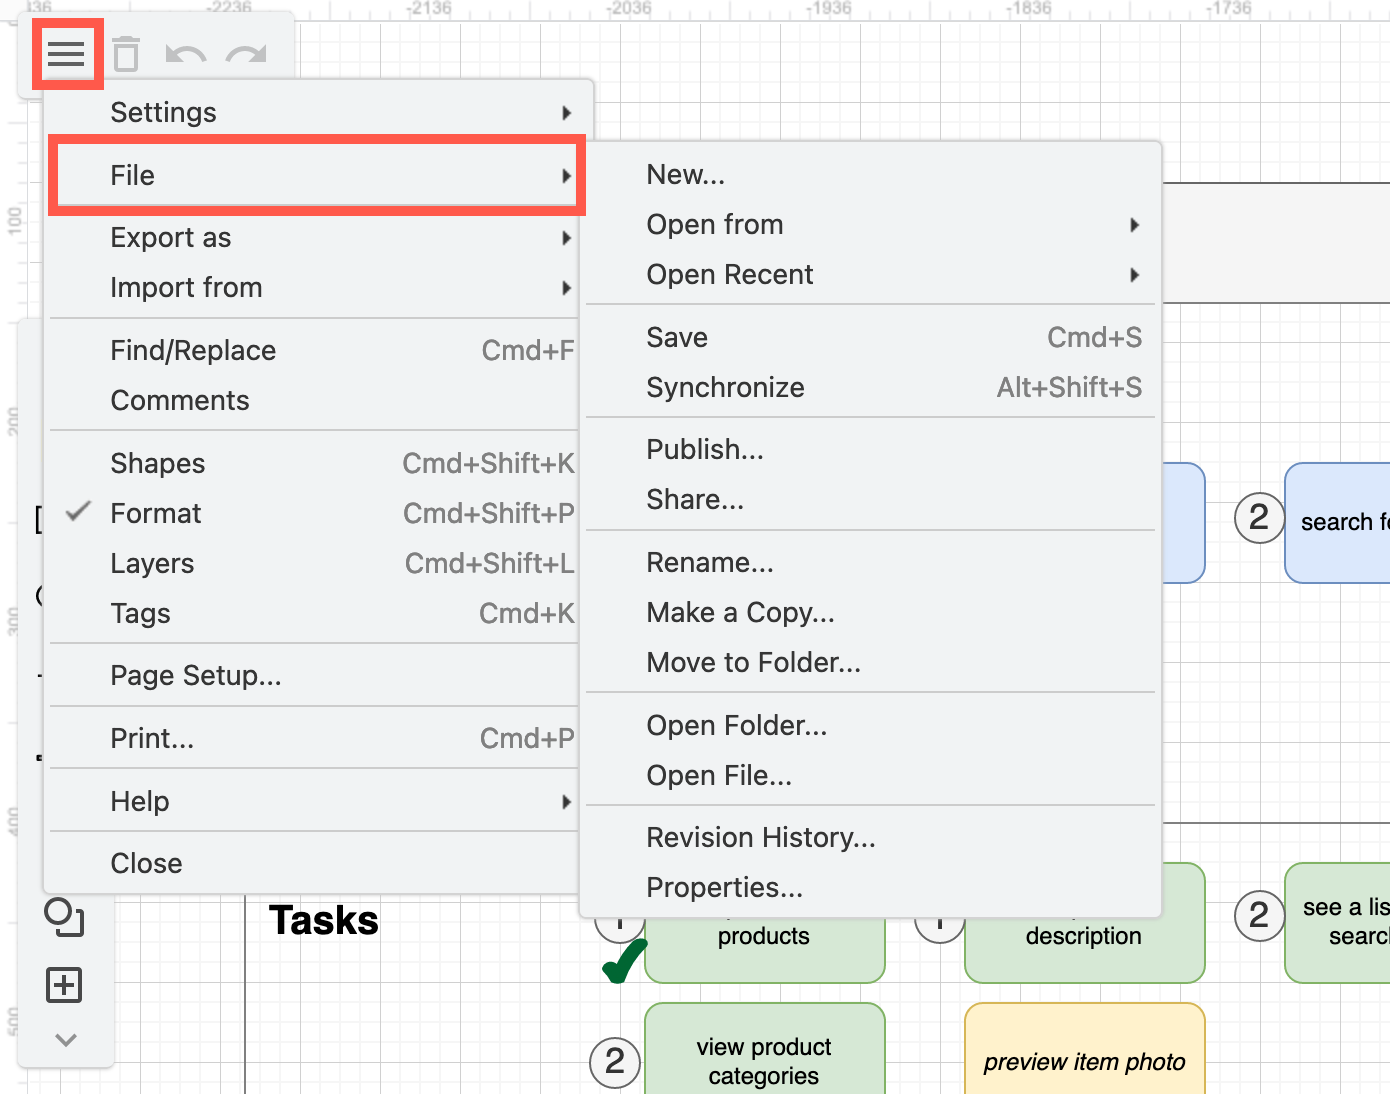 -2236 -2136 -2036 -1936 -1836 -1736
100
200
300
400
500
Settings
File
Export as
Import from
Find/Replace Cmd+F
Comments
Shapes Cmd+Shift+K
Format Cmd+Shift+P
Layers Cmd+Shift+L
Tags Cmd+K
Page Setup...
Print... Cmd+P
Help
Close
New...
Open from
Open Recent
Save Cmd+S
Synchronize Alt+Shift+S
Publish...
Share...
Rename...
Make a Copy...
Move to Folder...
Open Folder...
Open File...
Revision History...
Properties...
2
search
Tasks
products
description
2
see a
search
2
view product
categories
preview item photo